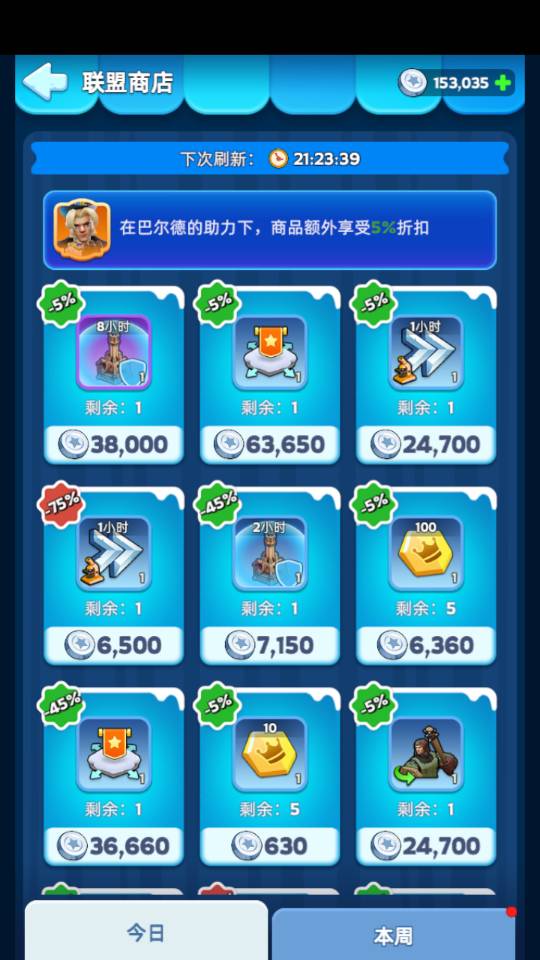 联盟商店
153,035
下次刷新： 21:23:39
在巴尔德的助力下，商品额外享受5%折扣
-5% -5% -5%
8小时 1小时
1 1 1
剩余：1 剩余：1 剩余：1
38,000 63,650 24,700
-75% -45% -5%
1小时 2小时 100
1 1 1
剩余：1 剩余：1 剩余：5
6,500 7,150 6,360
-45% -5% -5%
10
1 1 1
剩余：1 剩余：5 剩余：1
36,660 630 24,700
今日 本周